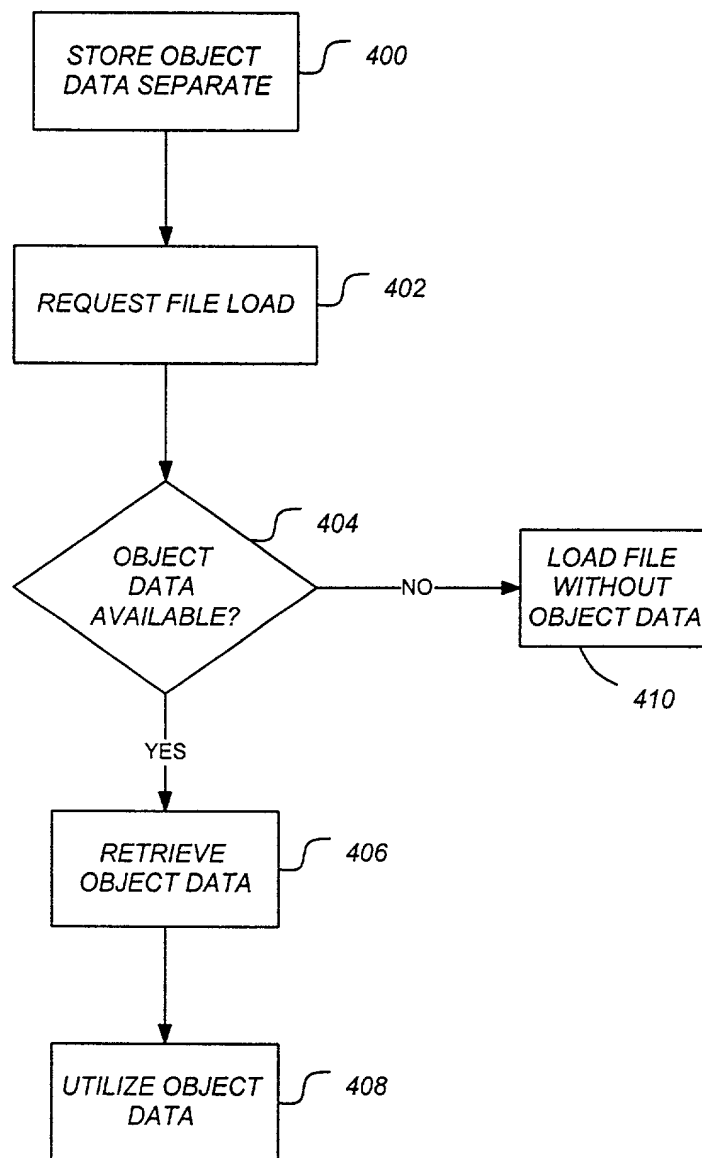 STORE OBJECT
DATA SEPARATE
400
REQUEST FILE LOAD
402
404
OBJECT
DATA
AVAILABLE?
NO
LOAD FILE
WITHOUT
OBJECT DATA
410
YES
RETRIEVE
OBJECT DATA
406
UTILIZE OBJECT
DATA
408